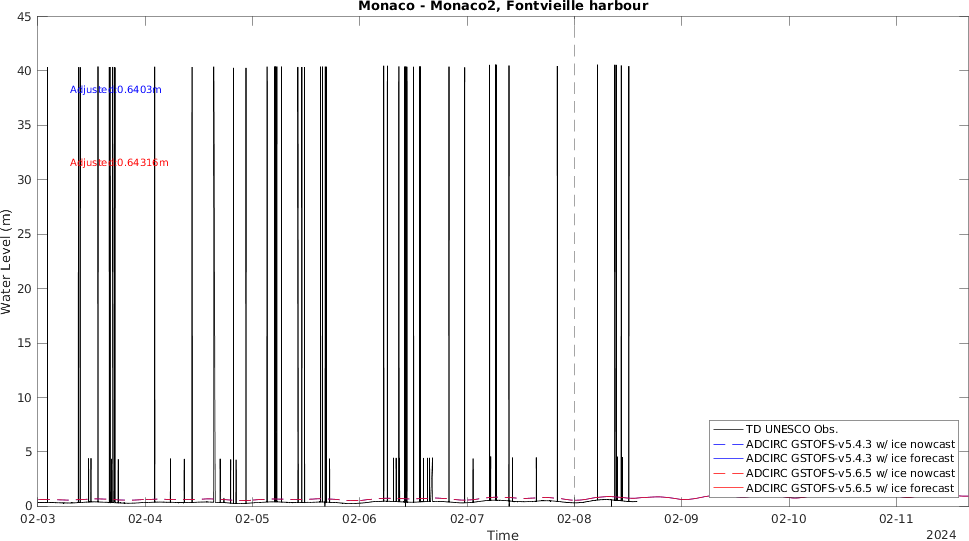 Monaco - Monaco2, Fontvieille harbour
45
40
35
30
25
20
15
10
5
0
Water Level (m)
Adjusted:0.6403m
Adjusted:0.64316m
TD UNESCO Obs.
ADCIRC GSTOFS-v5.4.3 w/ ice nowcast
ADCIRC GSTOFS-v5.4.3 w/ ice forecast
ADCIRC GSTOFS-v5.6.5 w/ ice nowcast
ADCIRC GSTOFS-v5.6.5 w/ ice forecast
02-03 02-04 02-05 02-06 02-07 02-08 02-09 02-10 02-11
Time
2024